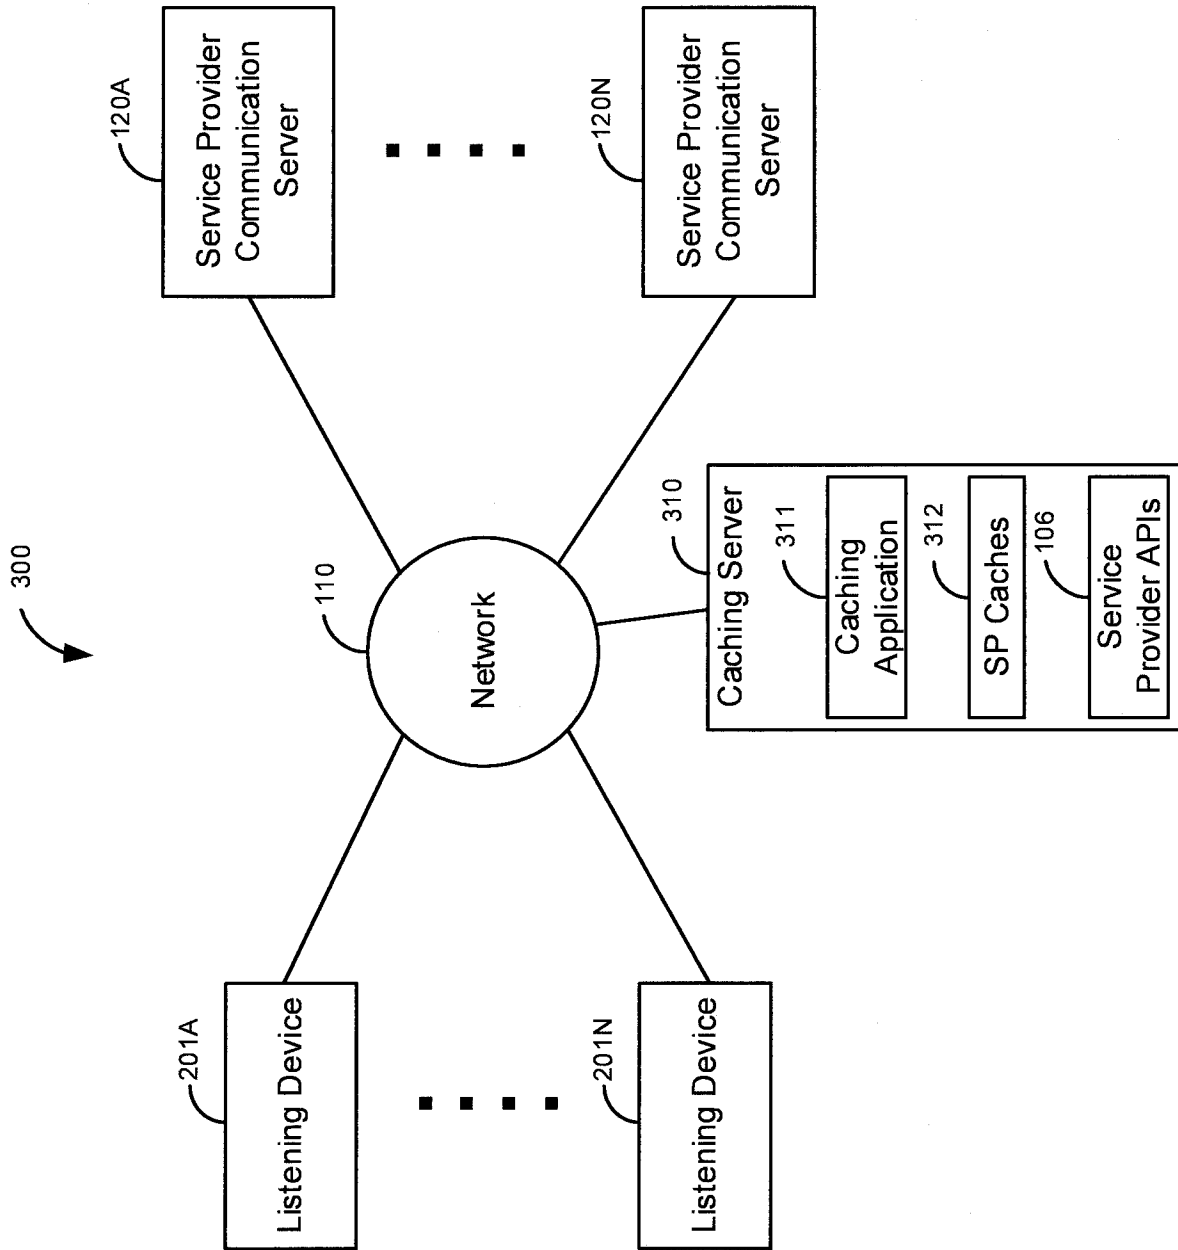 300
201A
Listening Device
201N
Listening Device
110
Network
120A
Service Provider
Communication
Server
120N
Service Provider
Communication
Server
310
Caching Server
311
Caching
Application
312
SP Caches
106
Service
Provider APIs